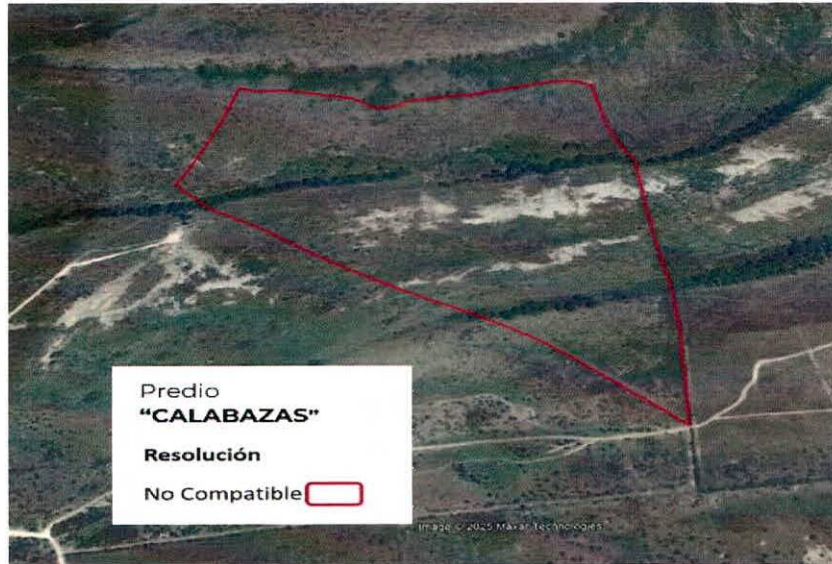 Predio
“CALABAZAS”
Resolución
No Compatible
Image © 2025 Maxar Technologies